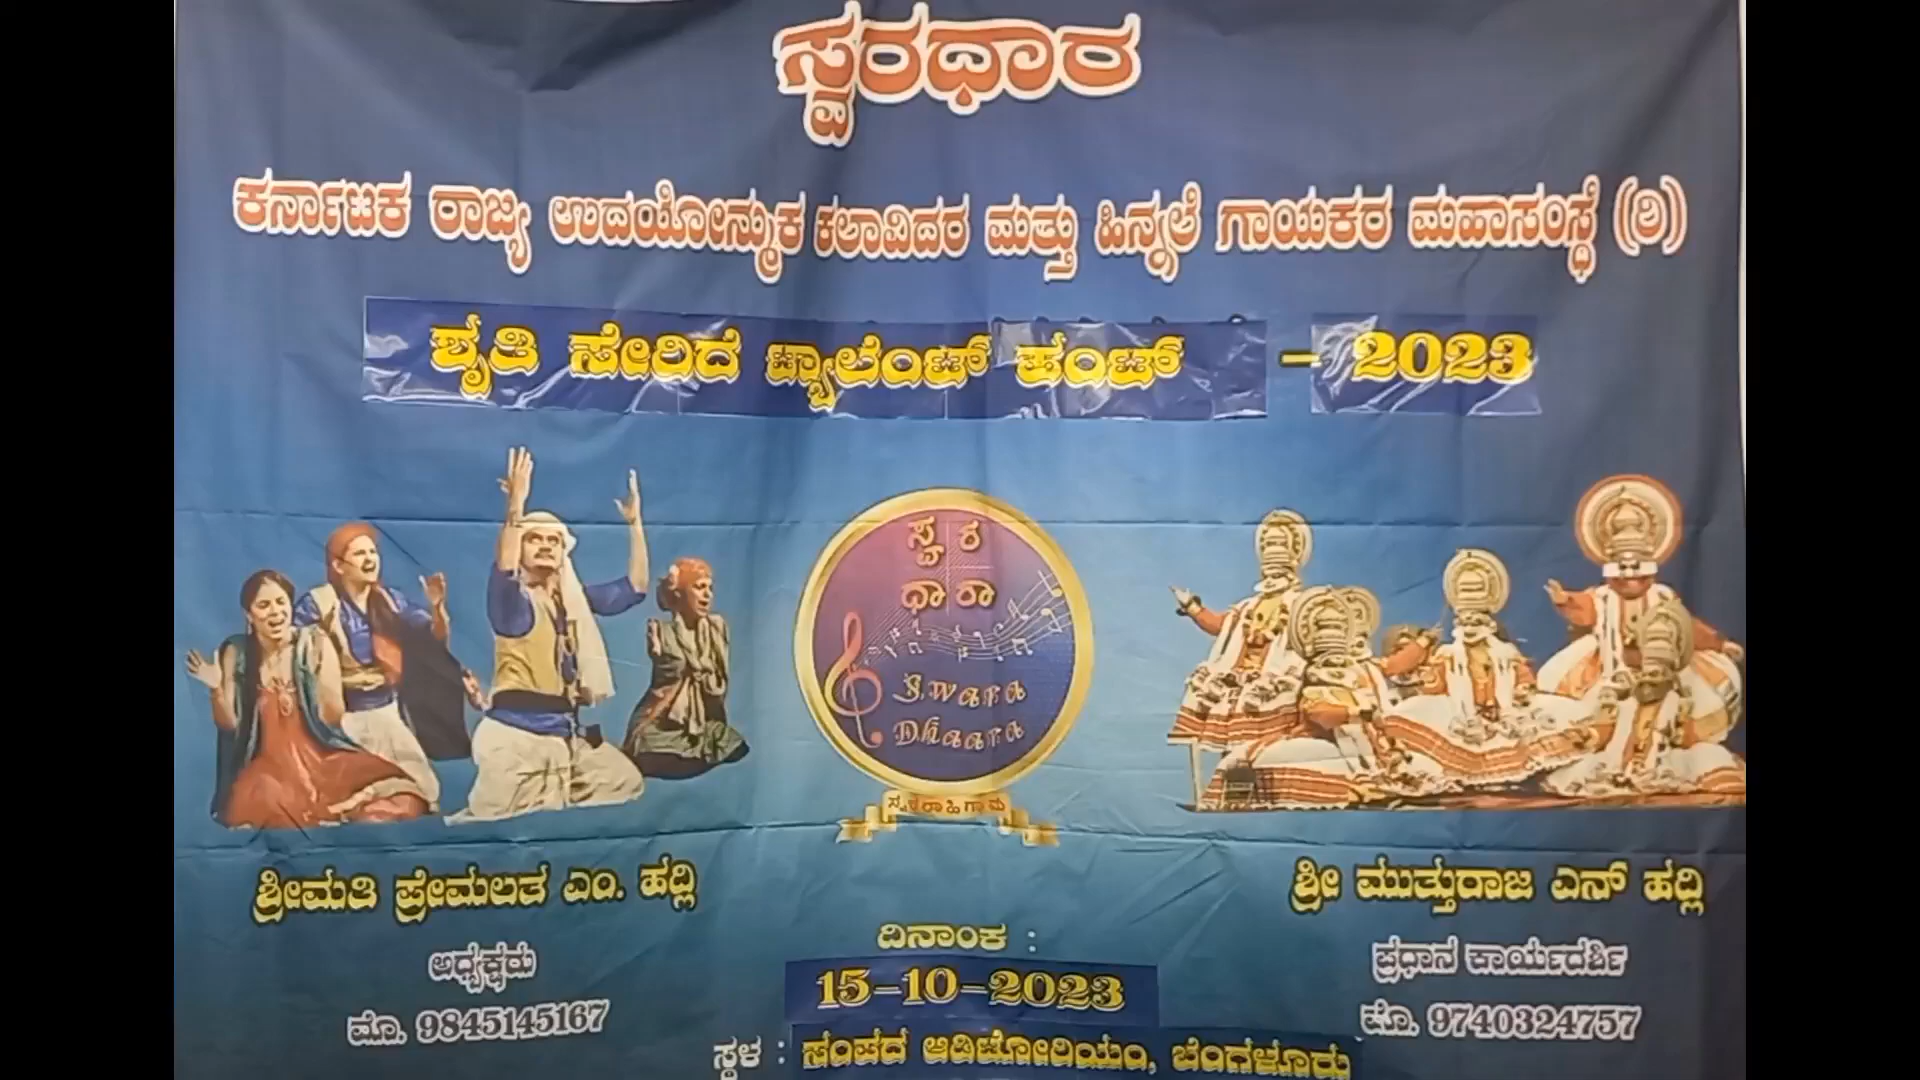 ಸ್ವರಧಾರ
ಕರ್ನಾಟಕ ರಾಜ್ಯ ಉದಯೋನ್ಮುಕ ಕಲಾವಿದರ ಮತ್ತು ಹಿನ್ನಲೆ ಗಾಯಕರ ಮಹಾಸಂಸ್ಥೆ (ರಿ)
ಶೃತಿ ಸೇರಿದೆ ಟ್ಯಾಲೆಂಟ್ ಹಂಟ್ - 2023
ಸ್ವ ರ
ಧಾ ರಾ
Swara
Dhaara
ಶ್ರೀಮತಿ ಪ್ರೇಮಲತ ಎಂ. ಹದ್ಲಿ
ಅಧ್ಯಕ್ಷರು
ಮೊ. 9845145167
ದಿನಾಂಕ :
15-10-2023
ಸ್ಥಳ : ಸಂಪದ ಆಡಿಟೋರಿಯಂ, ಬೆಂಗಳೂರು
ಶ್ರೀ ಮುತ್ತುರಾಜ ಎನ್ ಹದ್ಲಿ
ಪ್ರಧಾನ ಕಾರ್ಯದರ್ಶಿ
ಮೊ. 9740324757